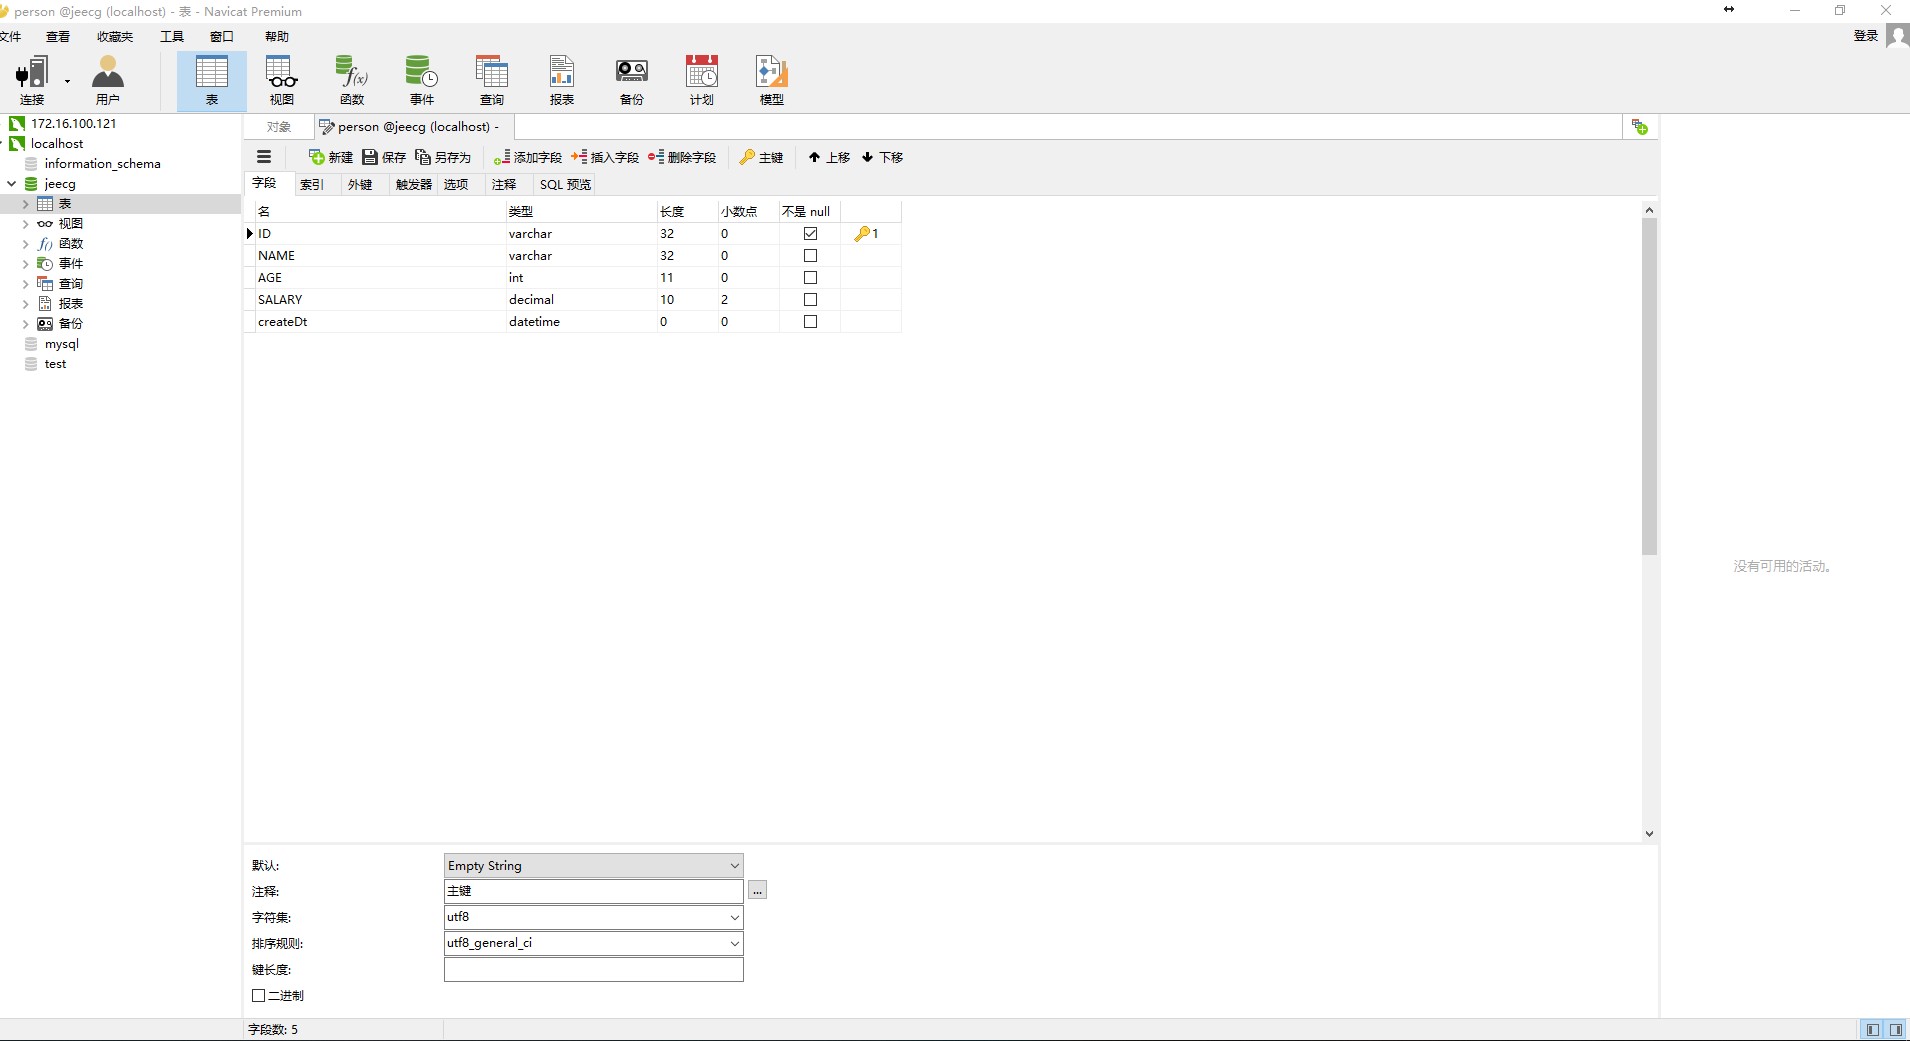 person @jeecg (localhost) - 表 - Navicat Premium
文件 查看 收藏夹 工具 窗口 帮助 登录
连接 用户 表 视图 函数 事件 查询 报表 备份 计划 模型
172.16.100.121
localhost
information_schema
jeecg
表
视图
函数
事件
查询
报表
备份
mysql
test
对象 person @jeecg (localhost) -
新建 保存 另存为 添加字段 插入字段 删除字段 主键 上移 下移
字段 索引 外键 触发器 选项 注释 SQL 预览
名 类型 长度 小数点 不是 null
ID varchar 32 0 1
NAME varchar 32 0
AGE int 11 0
SALARY decimal 10 2
createDt datetime 0 0
没有可用的活动。
默认: Empty String
注释: 主键 ...
字符集: utf8
排序规则: utf8_general_ci
键长度:
二进制
字段数: 5